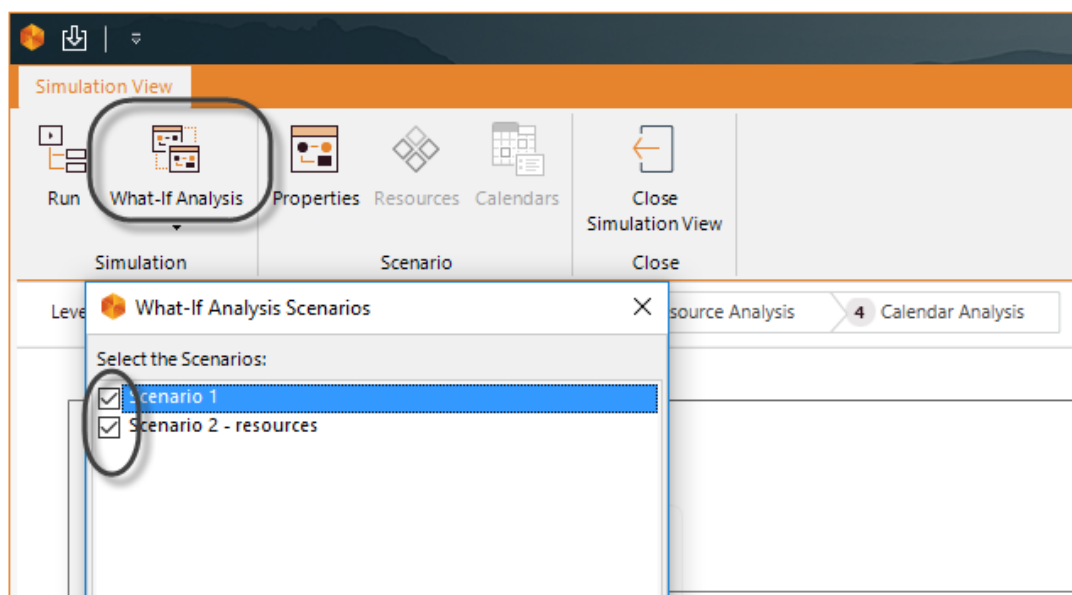 Simulation View
Run What-If Analysis Properties Resources Calendars Close
Simulation View
Simulation Scenario Close
What-If Analysis Scenarios
Analysis 4 Calendar Analysis
Select the Scenarios:
Scenario 1
Scenario 2 - resources